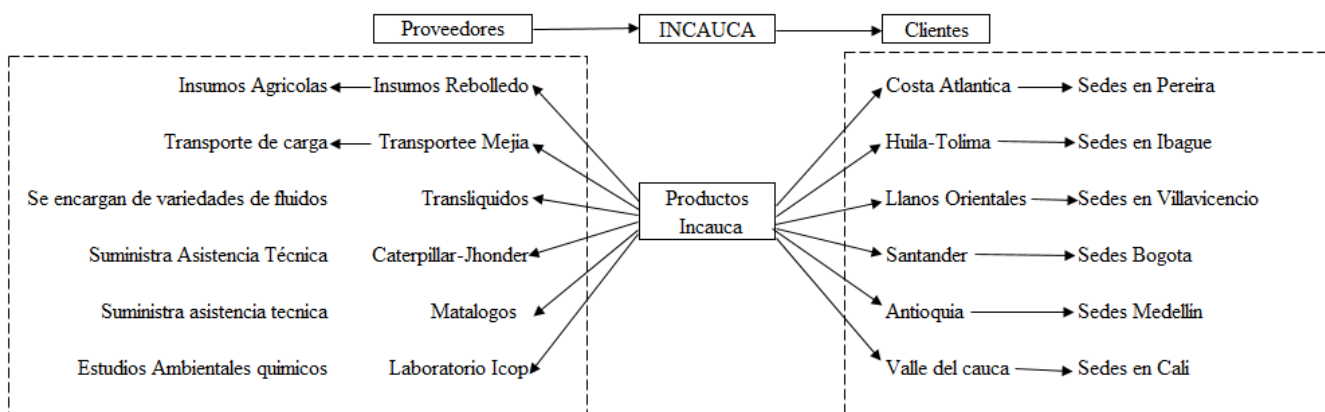 Proveedores INCAUCA Clientes
Insumos Agricolas Insumos Rebolledo Costa Atlantica Sedes en Pereira
Transporte de carga Transportee Mejia Huila-Tolima Sedes en Ibague
Se encargan de variedades de fluidos Transliquidos Productos Llanos Orientales Sedes en Villavicencio
Incauca
Suministra Asistencia Técnica Caterpillar-Jhonder Santander Sedes Bogota
Suministra asistencia tecnica Matalogos Antioquia Sedes Medellín
Estudios Ambientales quimicos Laboratorio Icop Valle del cauca Sedes en Cali